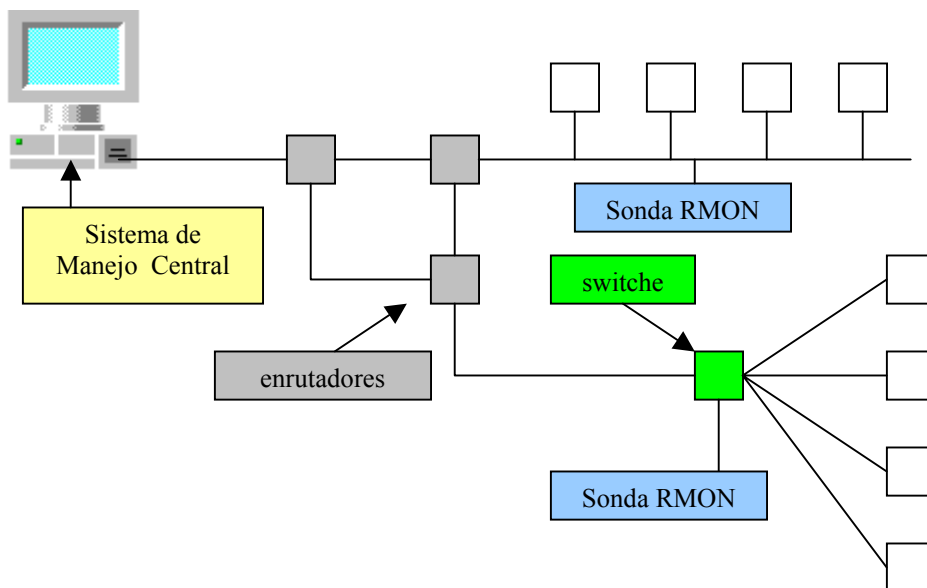 Sonda RMON
Sistema de
Manejo Central
switche
enrutadores
Sonda RMON